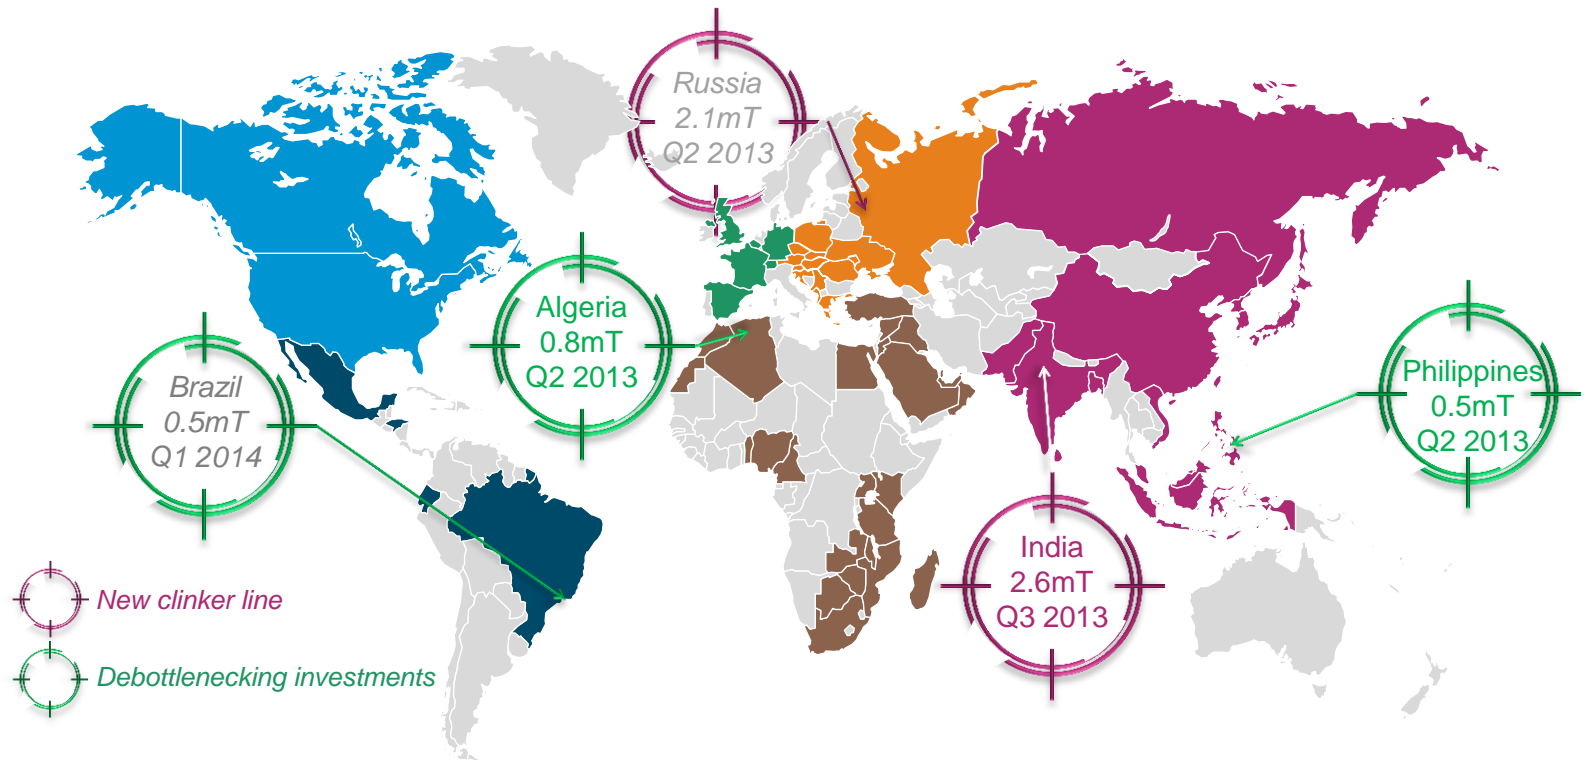 Russia
2.1mT
Q2 2013
Algeria
0.8mT
Q2 2013
Brazil
0.5mT
Q1 2014
Philippines
0.5mT
Q2 2013
India
2.6mT
Q3 2013
New clinker line
Debottlenecking investments